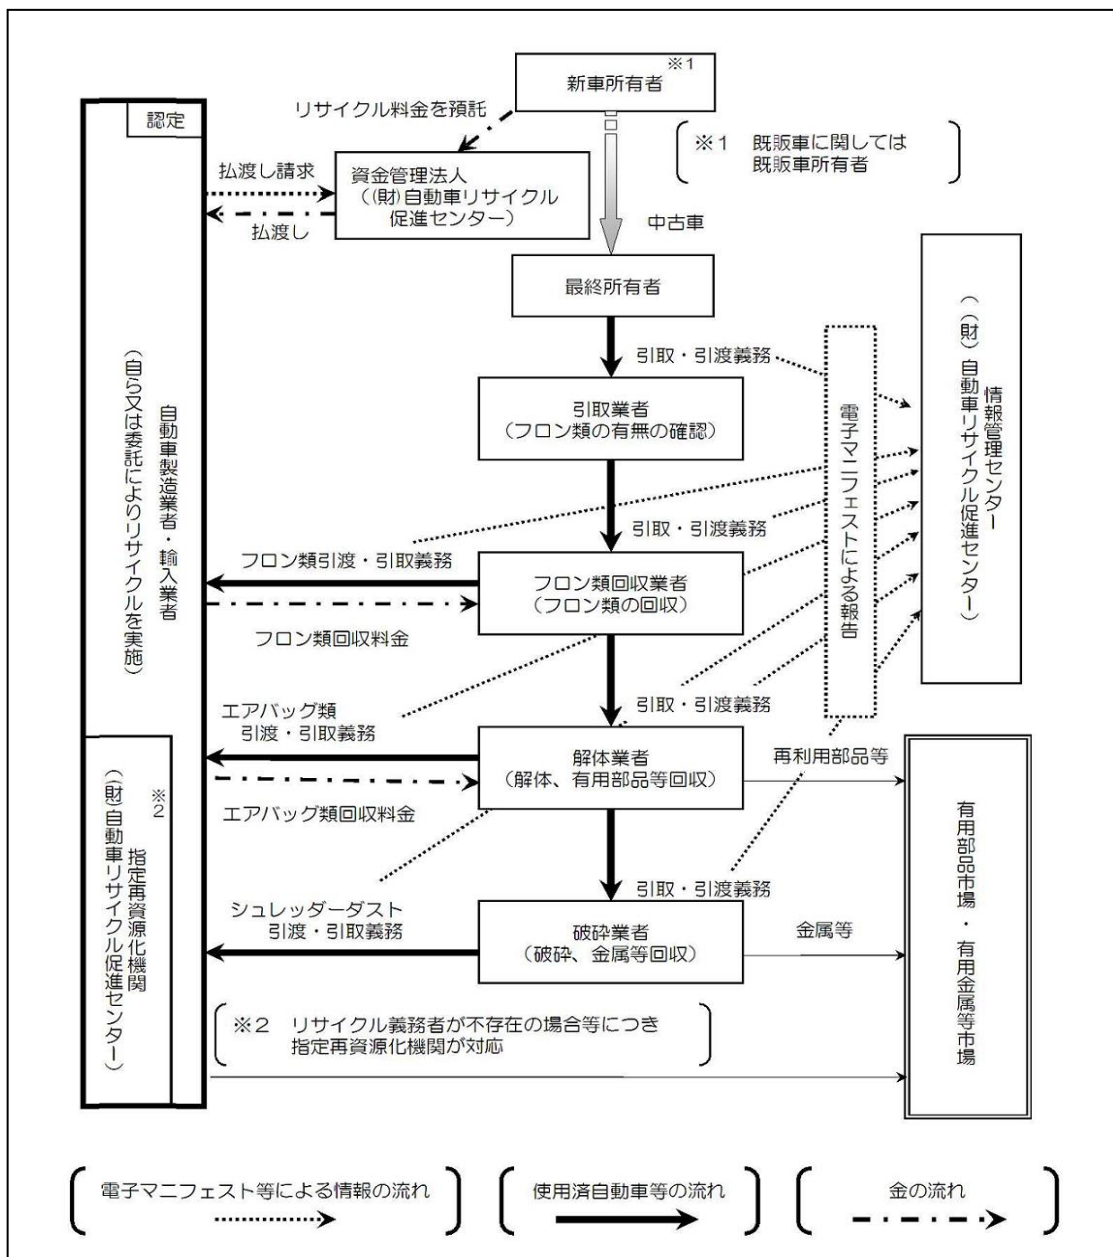 新車所有者 ※1
リサイクル料金を預託
認定
※1 既販車に関しては
既販車所有者
払渡し請求
資金管理法人
((財)自動車リサイクル
促進センター)
払渡し
中古車
最終所有者
引取・引渡義務
引取業者
(フロン類の有無の確認)
電子マニフェストによる報告
情報管理センター
((財)自動車リサイクル促進センター)
自動車製造業者・輸入業者
(自ら又は委託によりリサイクルを実施)
引取・引渡義務
フロン類引渡・引取義務
フロン類回収業者
(フロン類の回収)
フロン類回収料金
引取・引渡義務
エアバッグ類
引渡・引取義務
解体業者
(解体、有用部品等回収)
再利用部品等
エアバッグ類回収料金
※2
指定再資源化機関
((財)自動車リサイクル促進センター)
有用部品市場・有用金属等市場
引取・引渡義務
シュレッダーダスト
引渡・引取義務
破砕業者
(破砕、金属等回収)
金属等
※2 リサイクル義務者が不存在の場合等につき
指定再資源化機関が対応
電子マニフェスト等による情報の流れ
使用済自動車等の流れ
金の流れ